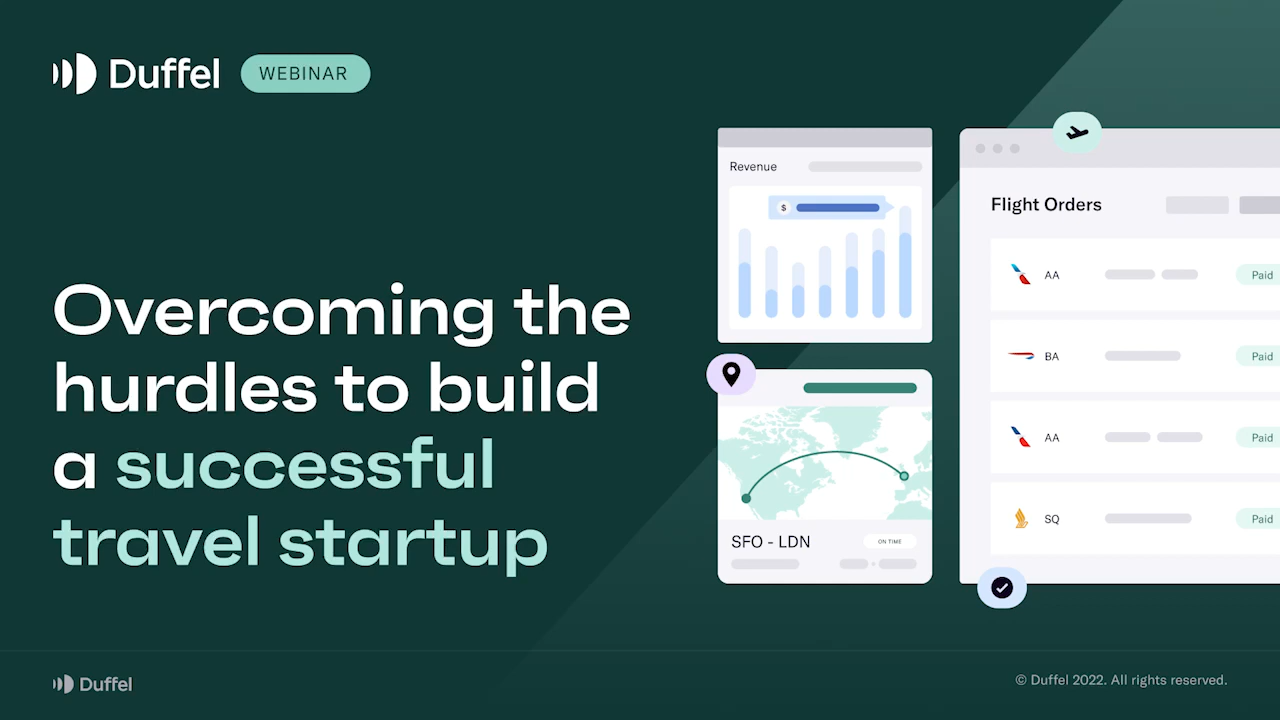 Duffel WEBINAR
Overcoming the
hurdles to build
a successful
travel startup
Revenue
$
SFO - LDN
ON TIME
Flight Orders
AA
Paid
BA
Paid
AA
Paid
SQ
Paid
Duffel
© Duffel 2022. All rights reserved.